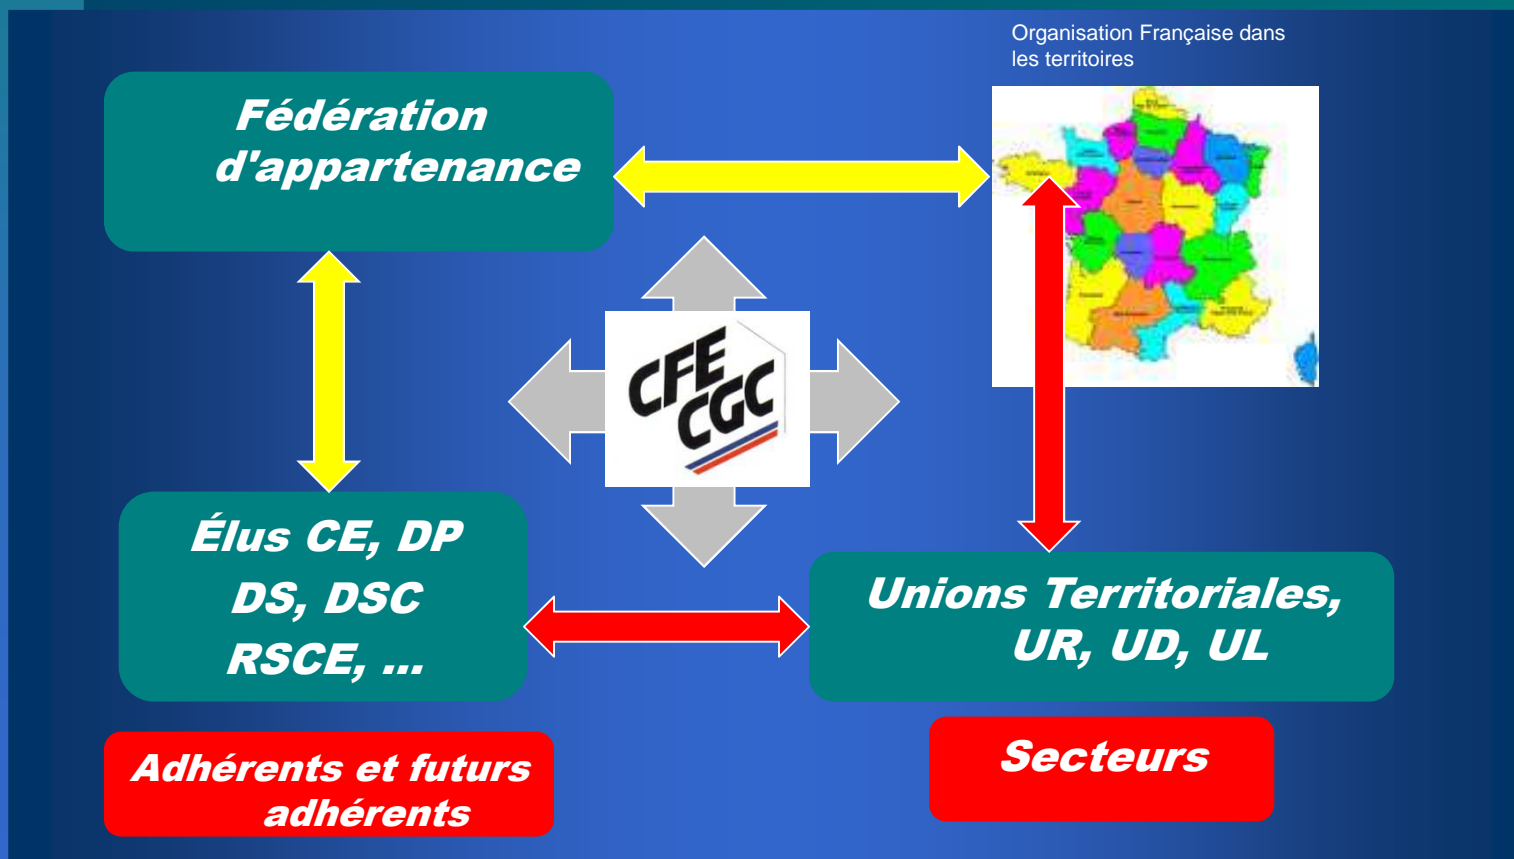 Organisation Française dans
les territoires
Fédération
d'appartenance
CFE
CGC
Élus CE, DP
DS, DSC
RSCE, ...
Unions Territoriales,
UR, UD, UL
Adhérents et futurs
adhérents
Secteurs